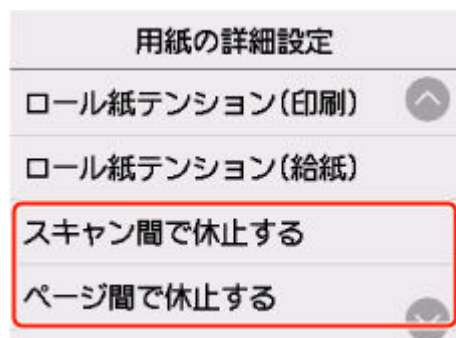 用紙の詳細設定
ロール紙テンション(印刷)
ロール紙テンション(給紙)
スキャン間で休止する
ページ間で休止する